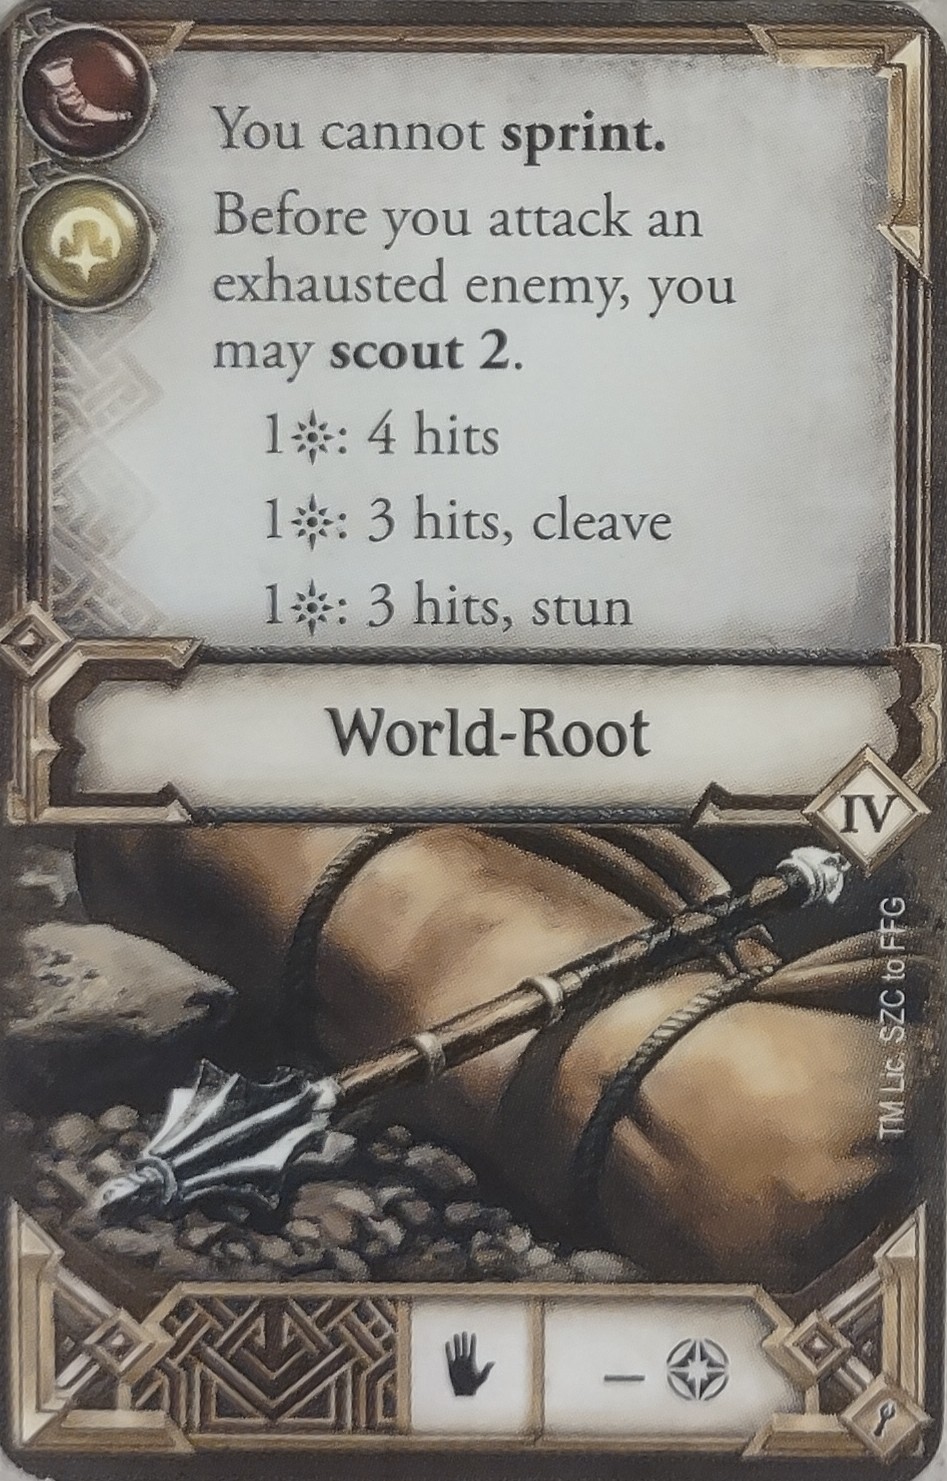 You cannot sprint.
Before you attack an
exhausted enemy, you
may scout 2.
1✷: 4 hits
1✷: 3 hits, cleave
1✷: 3 hits, stun
World-Root
IV
TM Lic. SZC to FFG
—